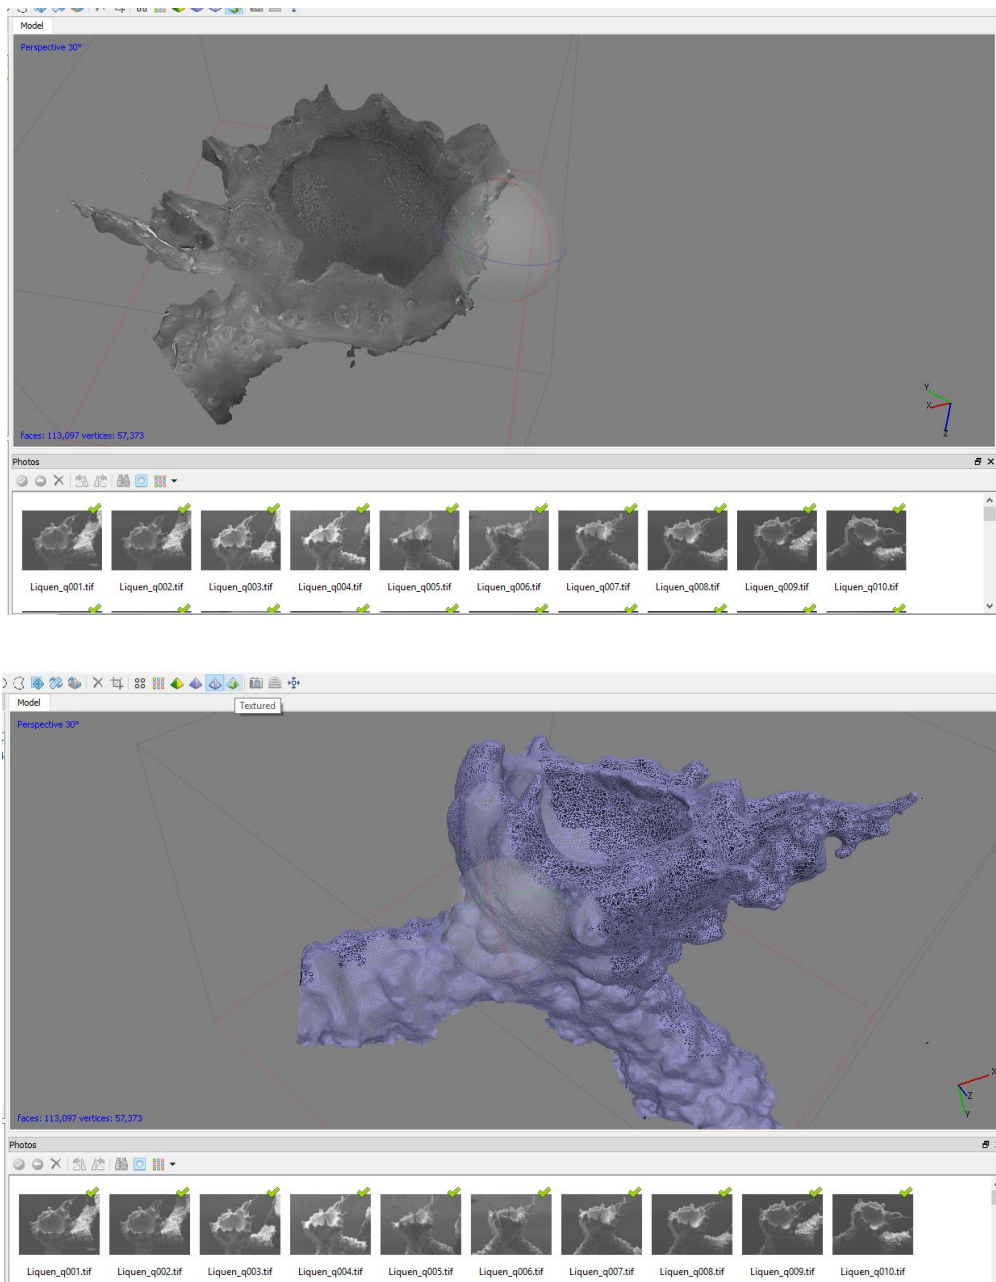 Model
Perspective 30°
Y
X
Z
faces: 113,097 vertices: 57,373
Photos
Liquen_q001.tif Liquen_q002.tif Liquen_q003.tif Liquen_q004.tif Liquen_q005.tif Liquen_q006.tif Liquen_q007.tif Liquen_q008.tif Liquen_q009.tif Liquen_q010.tif
Model
Textured
Perspective 30°
X
Z
Y
faces: 113,097 vertices: 57,373
Photos
Liquen_q001.tif Liquen_q002.tif Liquen_q003.tif Liquen_q004.tif Liquen_q005.tif Liquen_q006.tif Liquen_q007.tif Liquen_q008.tif Liquen_q009.tif Liquen_q010.tif